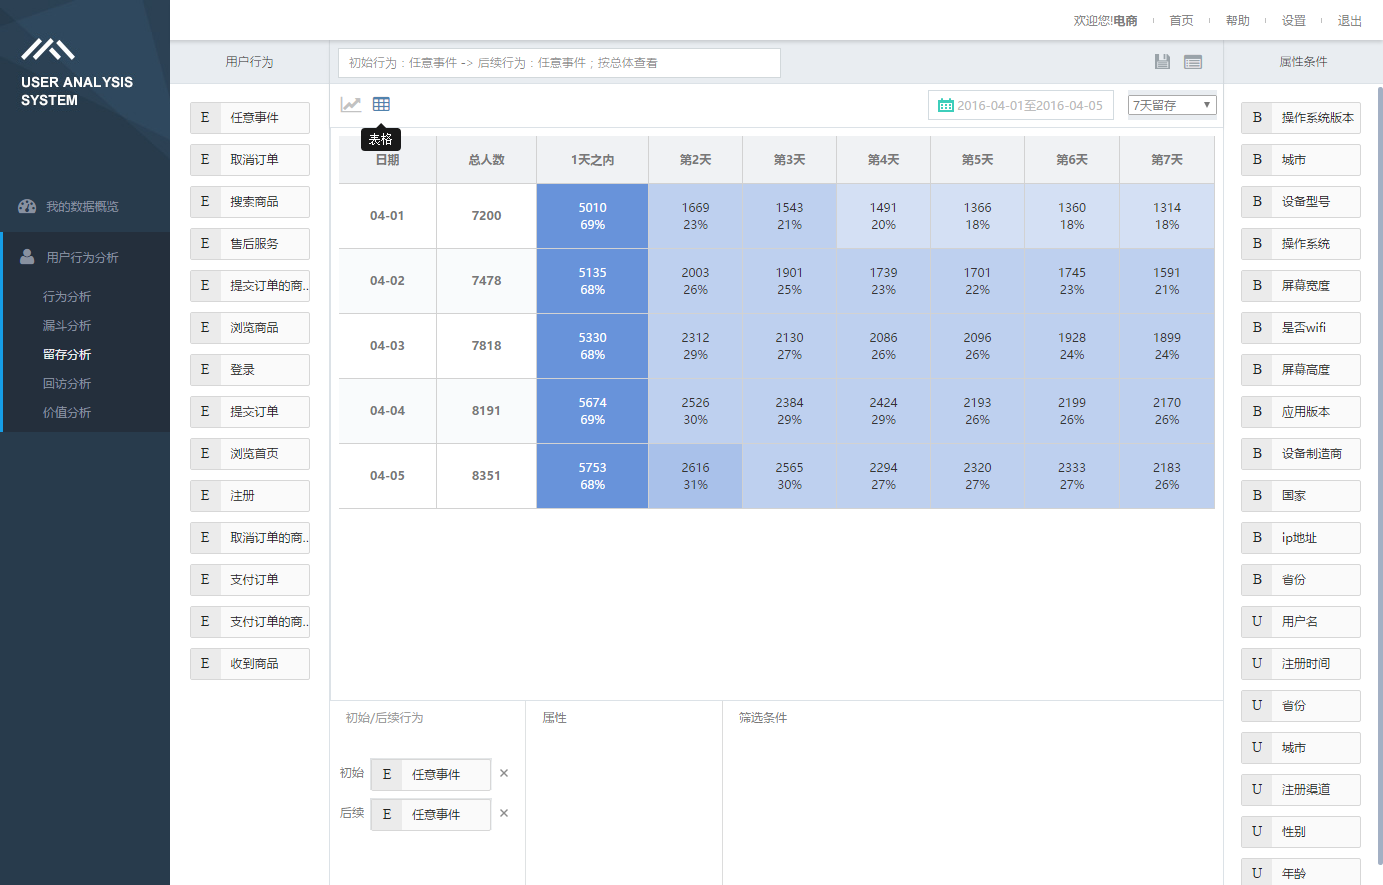 欢迎您!电商
首页
帮助
设置
退出
USER ANALYSIS
SYSTEM
我的数据概览
用户行为分析
行为分析
漏斗分析
留存分析
回访分析
价值分析
用户行为
E 任意事件
E 取消订单
E 搜索商品
E 售后服务
E 提交订单的商..
E 浏览商品
E 登录
E 提交订单
E 浏览首页
E 注册
E 取消订单的商..
E 支付订单
E 支付订单的商..
E 收到商品
初始行为：任意事件 -> 后续行为：任意事件；按总体查看
2016-04-01至2016-04-05
7天留存
表格
日期 总人数 1天之内 第2天 第3天 第4天 第5天 第6天 第7天
04-01 7200 5010 1669 1543 1491 1366 1360 1314
69% 23% 21% 20% 18% 18% 18%
04-02 7478 5135 2003 1901 1739 1701 1745 1591
68% 26% 25% 23% 22% 23% 21%
04-03 7818 5330 2312 2130 2086 2096 1928 1899
68% 29% 27% 26% 26% 24% 24%
04-04 8191 5674 2526 2384 2424 2193 2199 2170
69% 30% 29% 29% 26% 26% 26%
04-05 8351 5753 2616 2565 2294 2320 2333 2183
68% 31% 30% 27% 27% 27% 26%
初始/后续行为
初始 E 任意事件 ×
后续 E 任意事件 ×
属性
筛选条件
属性条件
B 操作系统版本
B 城市
B 设备型号
B 操作系统
B 屏幕宽度
B 是否wifi
B 屏幕高度
B 应用版本
B 设备制造商
B 国家
B ip地址
B 省份
U 用户名
U 注册时间
U 省份
U 城市
U 注册渠道
U 性别
U 年龄